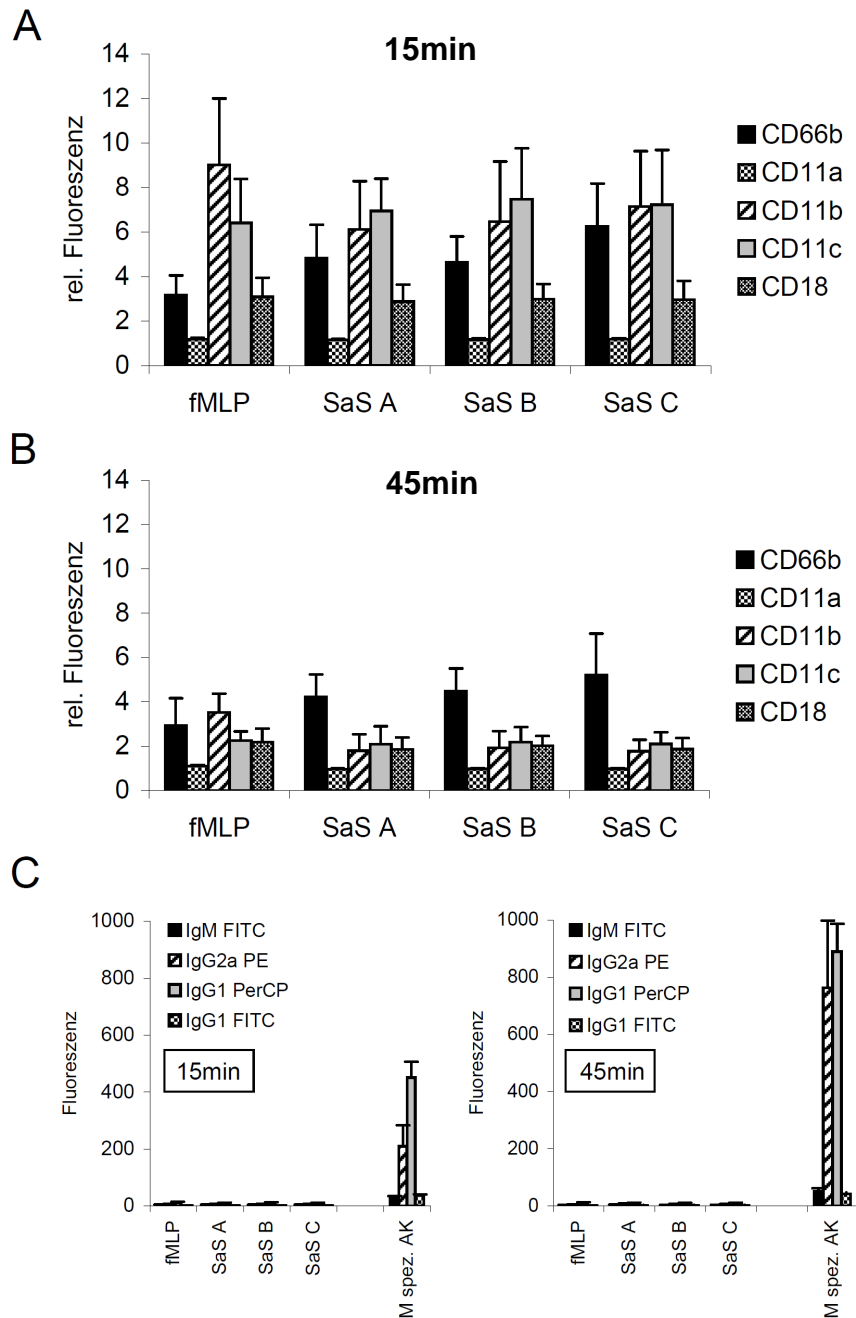 A
15min
14
12
10
8
6
4
2
0
rel. Fluoreszenz
fMLP
SaS A
SaS B
SaS C
CD66b
CD11a
CD11b
CD11c
CD18
B
45min
14
12
10
8
6
4
2
0
rel. Fluoreszenz
fMLP
SaS A
SaS B
SaS C
CD66b
CD11a
CD11b
CD11c
CD18
C
1000
800
600
400
200
0
Fluoreszenz
IgM FITC
IgG2a PE
IgG1 PerCP
IgG1 FITC
15min
fMLP
SaS A
SaS B
SaS C
M spez. AK
1000
800
600
400
200
0
Fluoreszenz
IgM FITC
IgG2a PE
IgG1 PerCP
IgG1 FITC
45min
fMLP
SaS A
SaS B
SaS C
M spez. AK